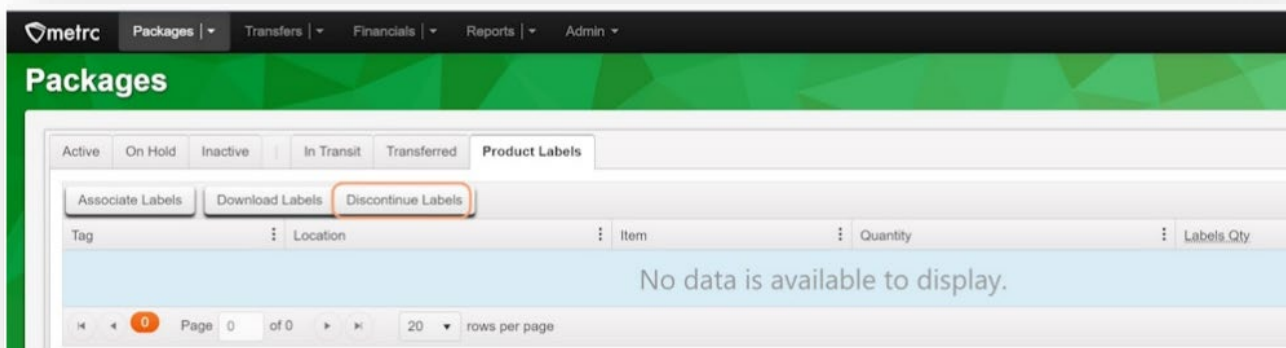 metrc Packages | Transfers | Financials | Reports | Admin
Packages
Active On Hold Inactive In Transit Transferred Product Labels
Associate Labels Download Labels Discontinue Labels
Tag Location Item Quantity Labels Qty
No data is available to display.
0 Page 0 of 0 20 rows per page